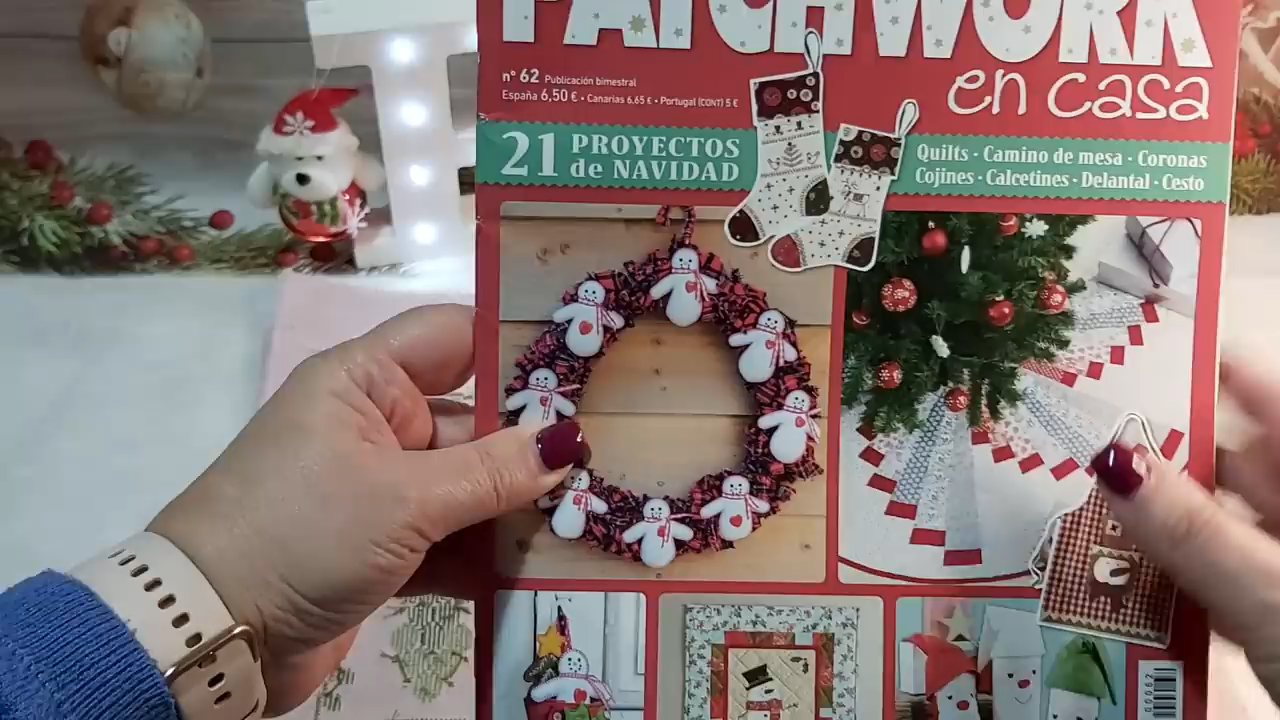 PATCHWORK
en casa
nº 62 Publicación bimestral
España 6,50 € • Canarias 6,65 € • Portugal (CONT) 5 €
21 PROYECTOS
de NAVIDAD
Quilts · Camino de mesa · Coronas
Cojines · Calcetines · Delantal · Cesto
00062